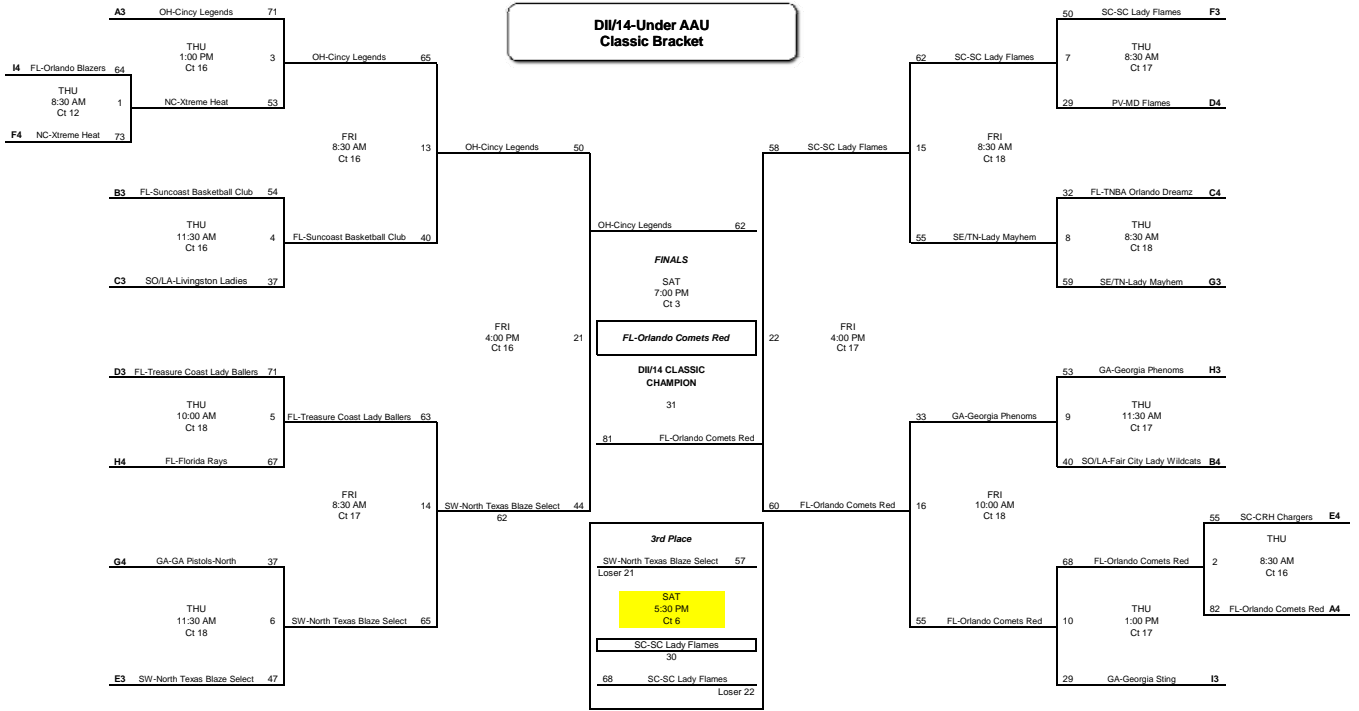 DII/14-Under AAU
Classic Bracket
A3 OH-Cincy Legends 71
THU
1:00 PM
Ct 16
3
OH-Cincy Legends 65
I4 FL-Orlando Blazers 64
THU
8:30 AM
Ct 12
1
NC-Xtreme Heat 53
F4 NC-Xtreme Heat 73
FRI
8:30 AM
Ct 16
13
OH-Cincy Legends 50
B3 FL-Suncoast Basketball Club 54
THU
11:30 AM
Ct 16
4
FL-Suncoast Basketball Club 40
C3 SO/LA-Livingston Ladies 37
FRI
4:00 PM
Ct 16
21
D3 FL-Treasure Coast Lady Ballers 71
THU
10:00 AM
Ct 18
5
FL-Treasure Coast Lady Ballers 63
H4 FL-Florida Rays 67
FRI
8:30 AM
Ct 17
14
SW-North Texas Blaze Select 44
62
G4 GA-GA Pistols-North 37
THU
11:30 AM
Ct 18
6
SW-North Texas Blaze Select 65
E3 SW-North Texas Blaze Select 47
OH-Cincy Legends 62
FINALS
SAT
7:00 PM
Ct 3
FL-Orlando Comets Red
DII/14 CLASSIC
CHAMPION
31
81 FL-Orlando Comets Red
3rd Place
SW-North Texas Blaze Select 57
Loser 21
SAT
5:30 PM
Ct 6
SC-SC Lady Flames
30
68 SC-SC Lady Flames
Loser 22
50 SC-SC Lady Flames F3
62 SC-SC Lady Flames
7
THU
8:30 AM
Ct 17
29 PV-MD Flames D4
58 SC-SC Lady Flames
15
FRI
8:30 AM
Ct 18
32 FL-TNBA Orlando Dreamz C4
55 SE/TN-Lady Mayhem
8
THU
8:30 AM
Ct 18
59 SE/TN-Lady Mayhem G3
22
FRI
4:00 PM
Ct 17
53 GA-Georgia Phenoms H3
33 GA-Georgia Phenoms
9
THU
11:30 AM
Ct 17
40 SO/LA-Fair City Lady Wildcats B4
60 FL-Orlando Comets Red
16
FRI
10:00 AM
Ct 18
55 SC-CRH Chargers E4
68 FL-Orlando Comets Red
2
THU
8:30 AM
Ct 16
82 FL-Orlando Comets Red A4
55 FL-Orlando Comets Red
10
THU
1:00 PM
Ct 17
29 GA-Georgia Sting I3